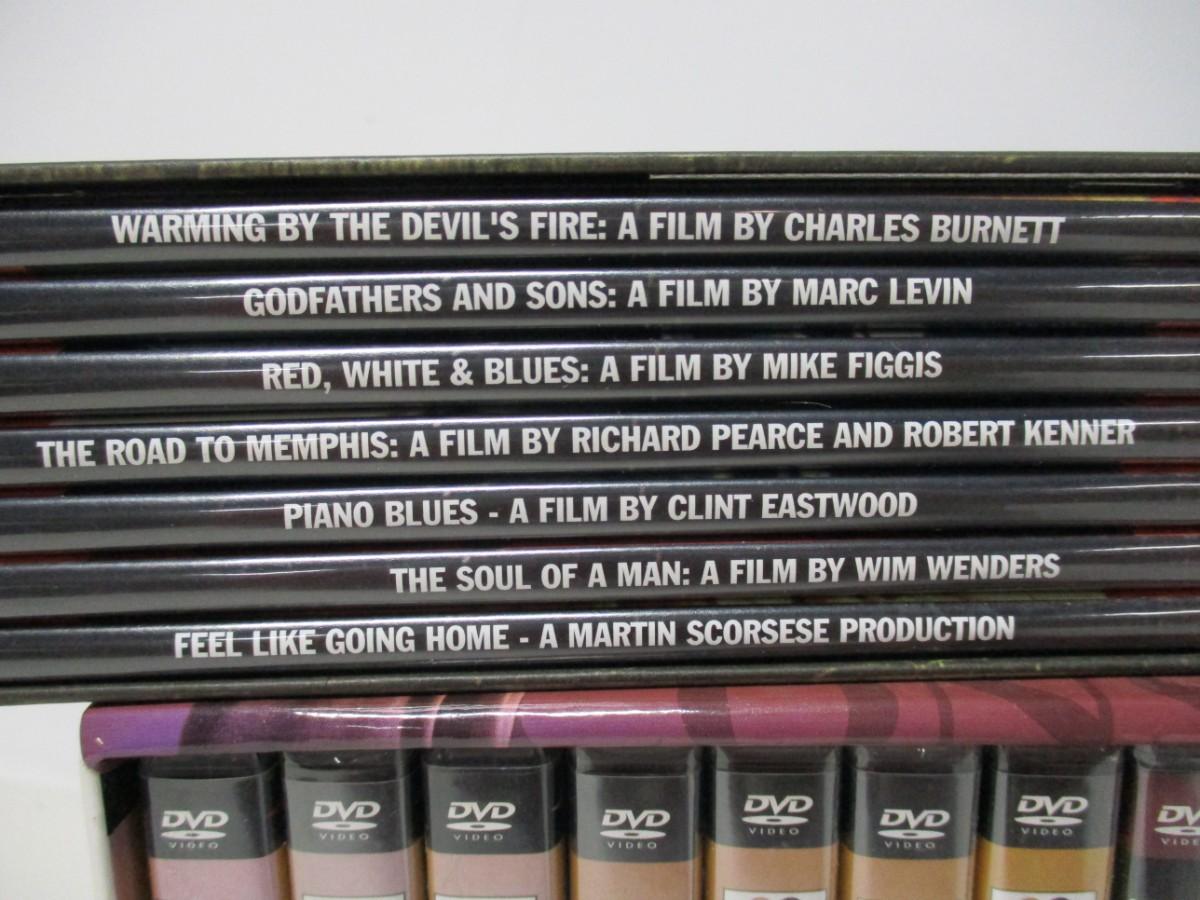 WARMING BY THE DEVIL'S FIRE: A FILM BY CHARLES BURNETT
GODFATHERS AND SONS: A FILM BY MARC LEVIN
RED, WHITE & BLUES: A FILM BY MIKE FIGGIS
THE ROAD TO MEMPHIS: A FILM BY RICHARD PEARCE AND ROBERT KENNER
PIANO BLUES - A FILM BY CLINT EASTWOOD
THE SOUL OF A MAN: A FILM BY WIM WENDERS
FEEL LIKE GOING HOME - A MARTIN SCORSESE PRODUCTION
DVD
VIDEO
DVD
VIDEO
DVD
VIDEO
DVD
VIDEO
DVD
VIDEO
DVD
VIDEO
DVD
VIDEO